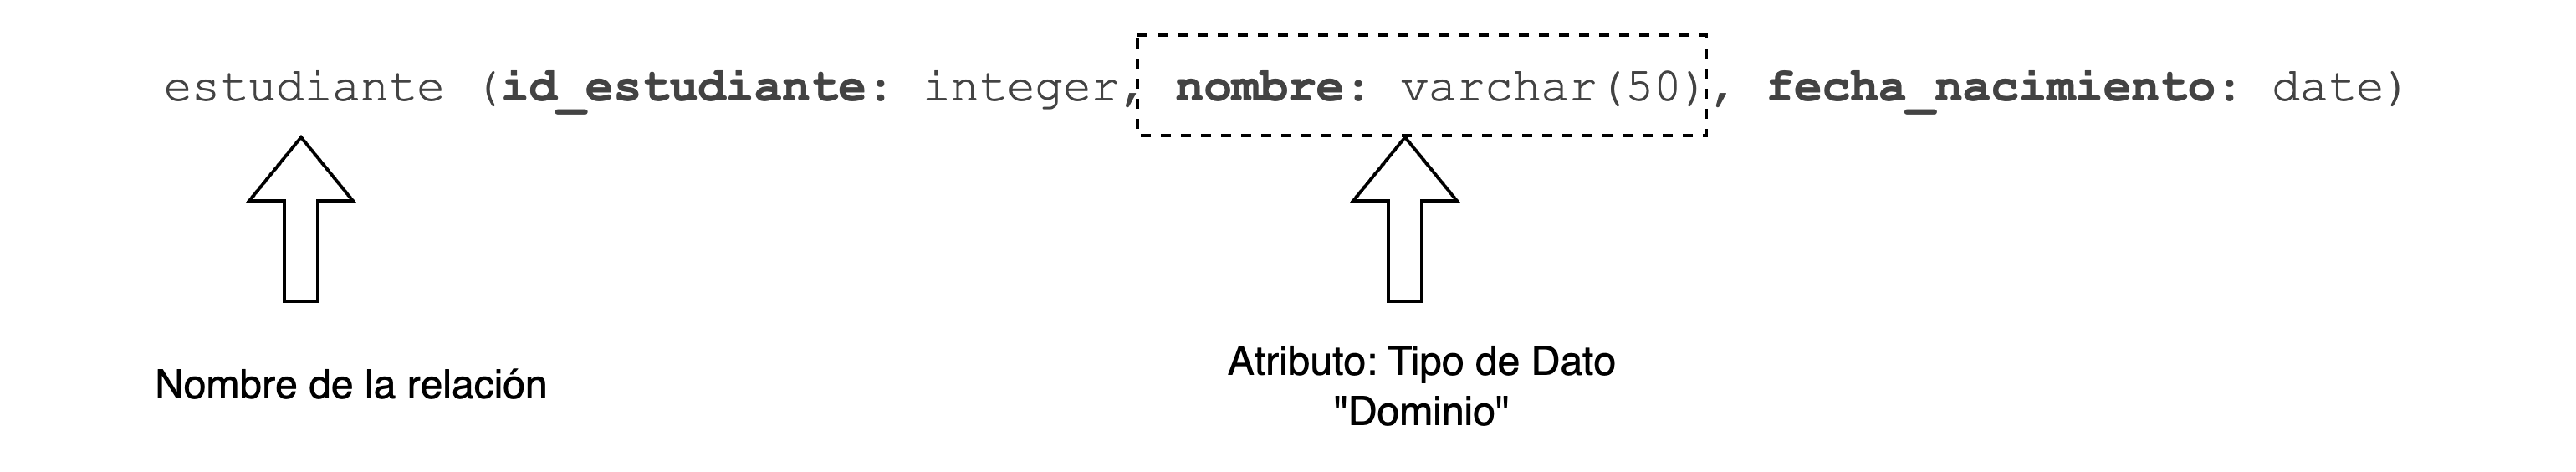 estudiante (id_estudiante: integer, nombre: varchar(50), fecha_nacimiento: date)
Nombre de la relación
Atributo: Tipo de Dato
"Dominio"